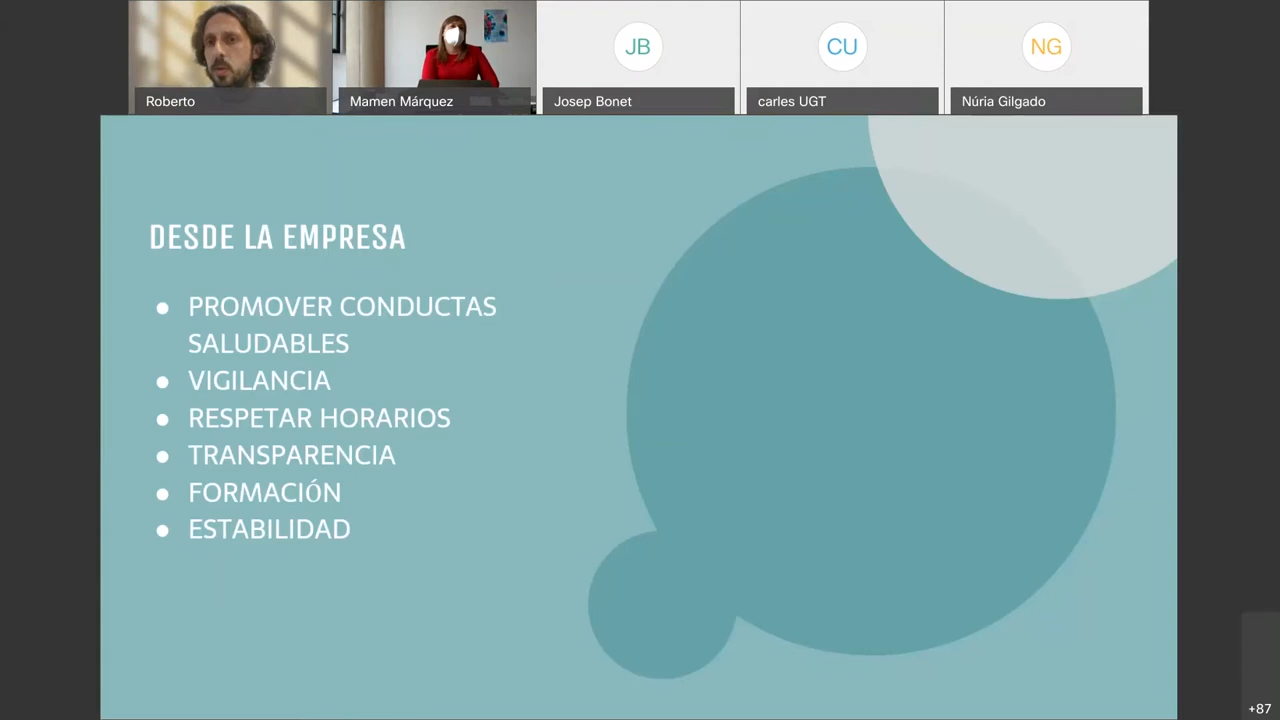 JB
CU
NG
Roberto
Mamen Márquez
Josep Bonet
carles UGT
Núria Gilgado
DESDE LA EMPRESA
● PROMOVER CONDUCTAS
SALUDABLES
● VIGILANCIA
● RESPETAR HORARIOS
● TRANSPARENCIA
● FORMACIÓN
● ESTABILIDAD
+87